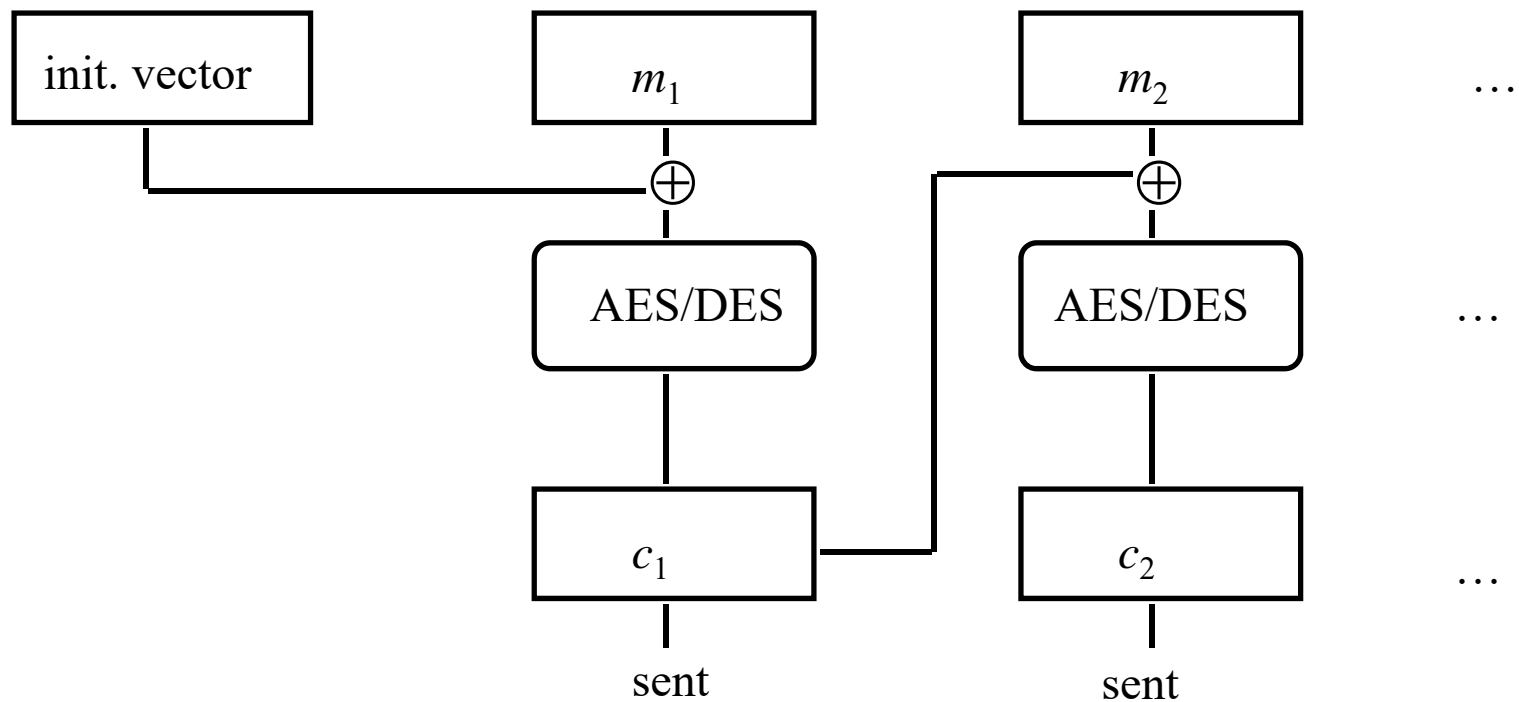 init. vector m₁ m₂ …
AES/DES AES/DES …
c₁ c₂ …
sent sent